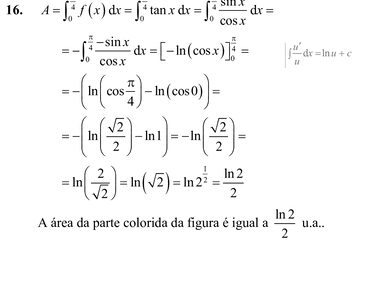 16. A = ∫₀^(π/4) f(x) dx = ∫₀^(π/4) tan x dx = ∫₀^(π/4) sin x / cos x dx =
= −∫₀^(π/4) −sin x / cos x dx = [−ln(cos x)]₀^(π/4) =
∫ u′/u dx = ln u + c
= −(ln(cos π/4) − ln(cos 0)) =
= −(ln(√2/2) − ln 1) = −ln(√2/2) =
= ln(2/√2) = ln(√2) = ln 2^(1/2) = ln 2 / 2
A área da parte colorida da figura é igual a ln 2 / 2 u.a..